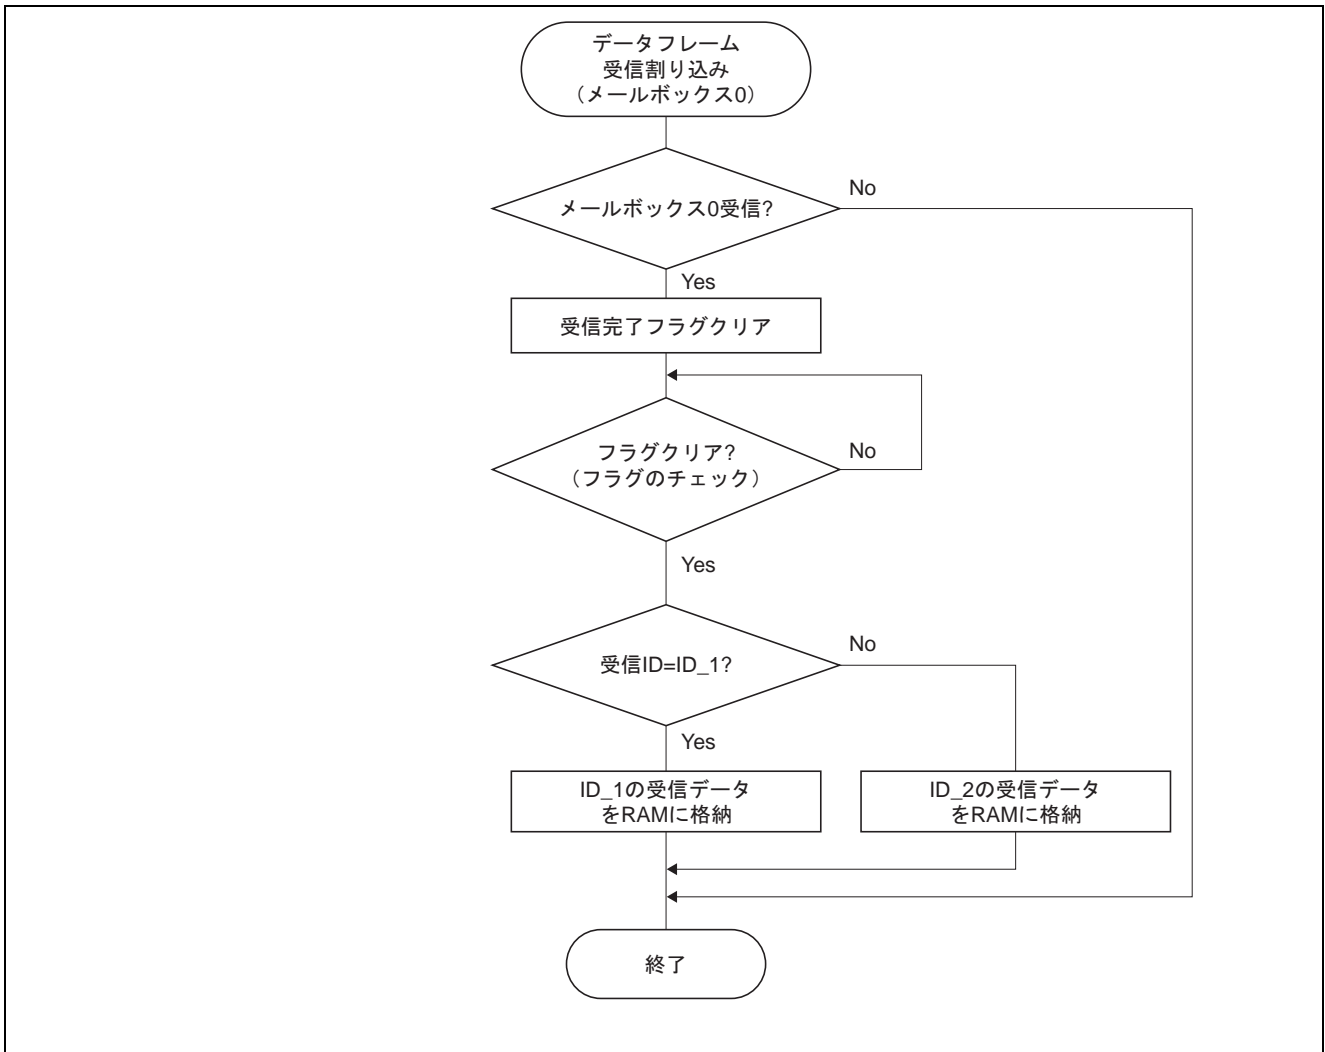 データフレーム
受信割り込み
（メールボックス0）
メールボックス0受信?
No
Yes
受信完了フラグクリア
フラグクリア?
（フラグのチェック）
No
Yes
受信ID=ID_1?
No
Yes
ID_1の受信データ
をRAMに格納
ID_2の受信データ
をRAMに格納
終了